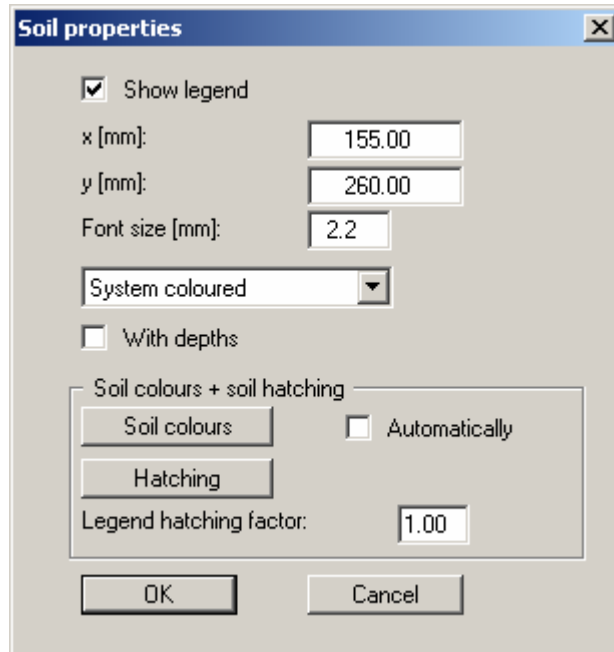 Soil properties
Show legend
x [mm]: 155.00
y [mm]: 260.00
Font size [mm]: 2.2
System coloured
With depths
Soil colours + soil hatching
Soil colours Automatically
Hatching
Legend hatching factor: 1.00
OK Cancel